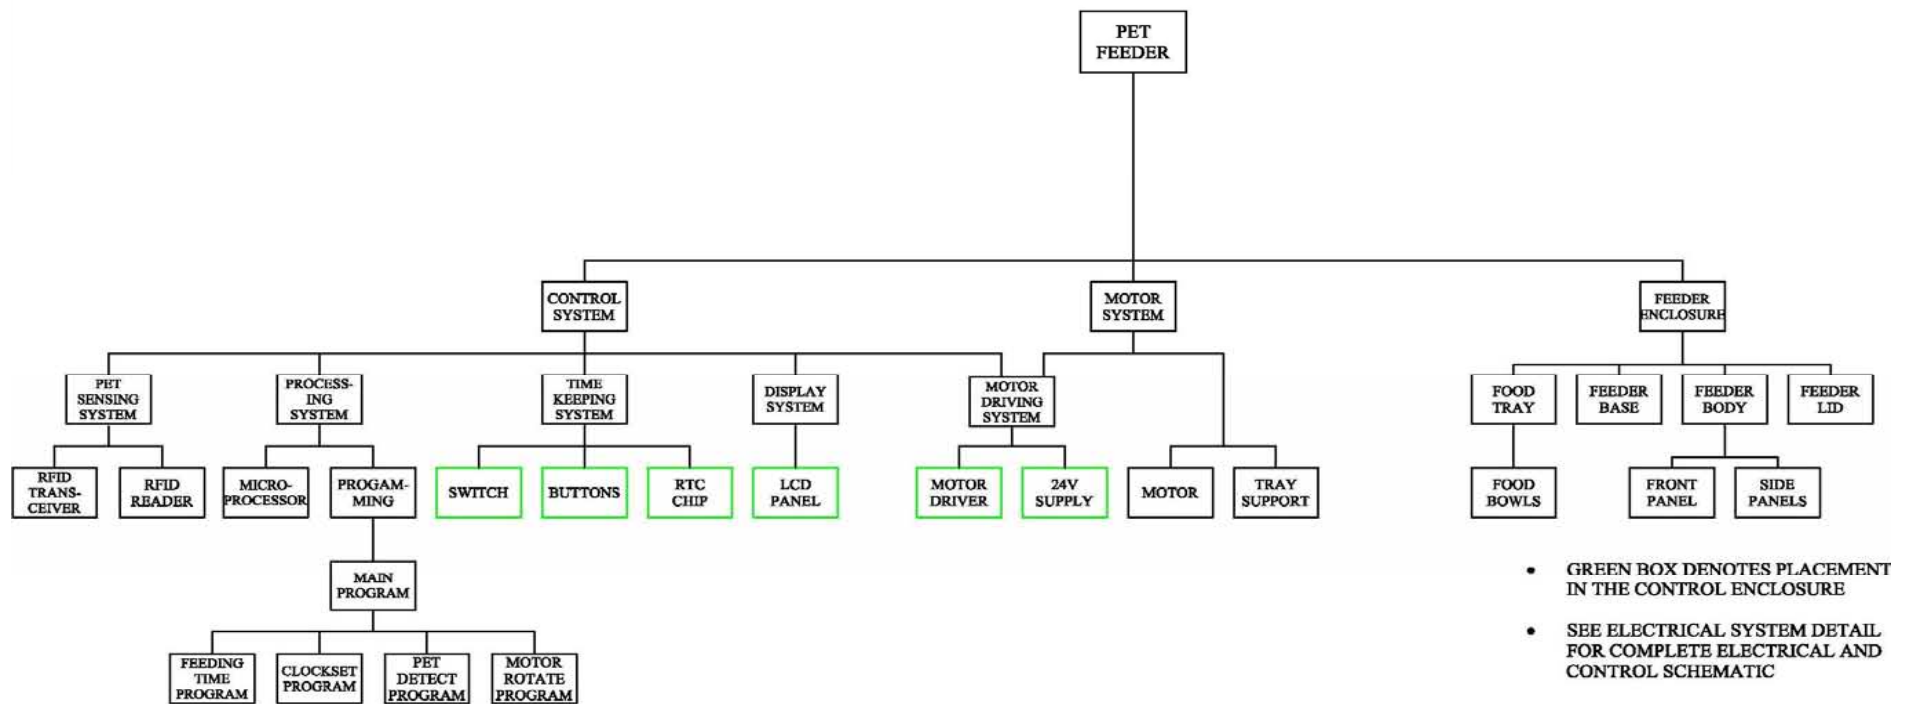 PET
FEEDER
CONTROL
SYSTEM
MOTOR
SYSTEM
FEEDER
ENCLOSURE
PET
SENSING
SYSTEM
PROCESS-
ING
SYSTEM
TIME
KEEPING
SYSTEM
DISPLAY
SYSTEM
MOTOR
DRIVING
SYSTEM
FOOD
TRAY
FEEDER
BASE
FEEDER
BODY
FEEDER
LID
RFID
TRANS-
CEIVER
RFID
READER
MICRO-
PROCESSOR
PROGAM-
MING
SWITCH
BUTTONS
RTC
CHIP
LCD
PANEL
MOTOR
DRIVER
24V
SUPPLY
MOTOR
TRAY
SUPPORT
FOOD
BOWLS
FRONT
PANEL
SIDE
PANELS
MAIN
PROGRAM
FEEDING
TIME
PROGRAM
CLOCKSET
PROGRAM
PET
DETECT
PROGRAM
MOTOR
ROTATE
PROGRAM
• GREEN BOX DENOTES PLACEMENT
IN THE CONTROL ENCLOSURE
• SEE ELECTRICAL SYSTEM DETAIL
FOR COMPLETE ELECTRICAL AND
CONTROL SCHEMATIC